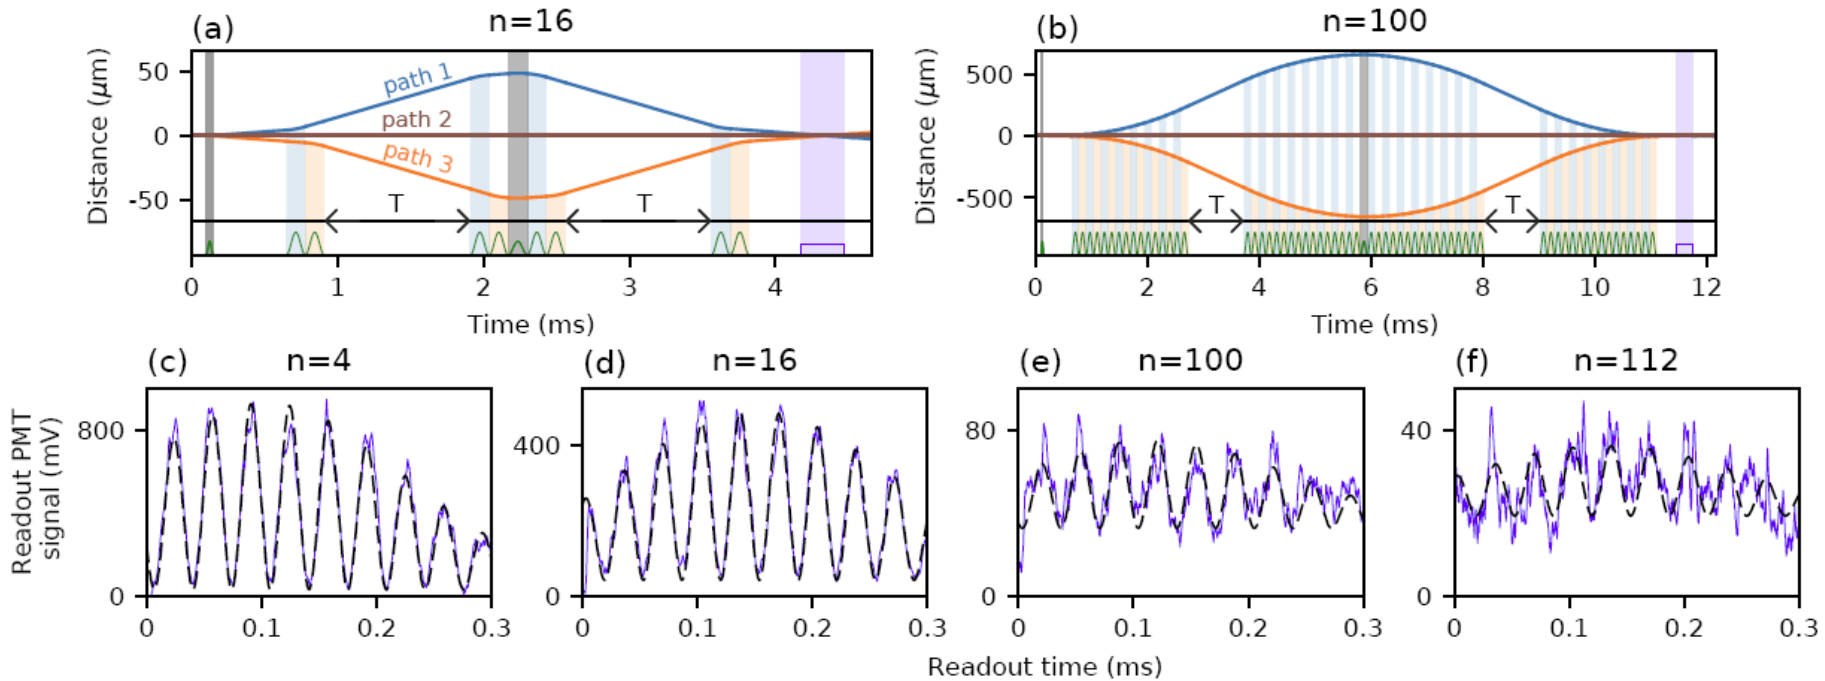 (a) n=16
Distance (μm)
50
0
-50
path 1
path 2
path 3
T T
0 1 2 3 4
Time (ms)
(b) n=100
Distance (μm)
500
0
-500
T T
0 2 4 6 8 10 12
Time (ms)
Readout PMT
signal (mV)
(c) n=4
800
0
0 0.1 0.2 0.3
(d) n=16
400
0
0 0.1 0.2 0.3
(e) n=100
80
0
0 0.1 0.2 0.3
(f) n=112
40
0
0 0.1 0.2 0.3
Readout time (ms)